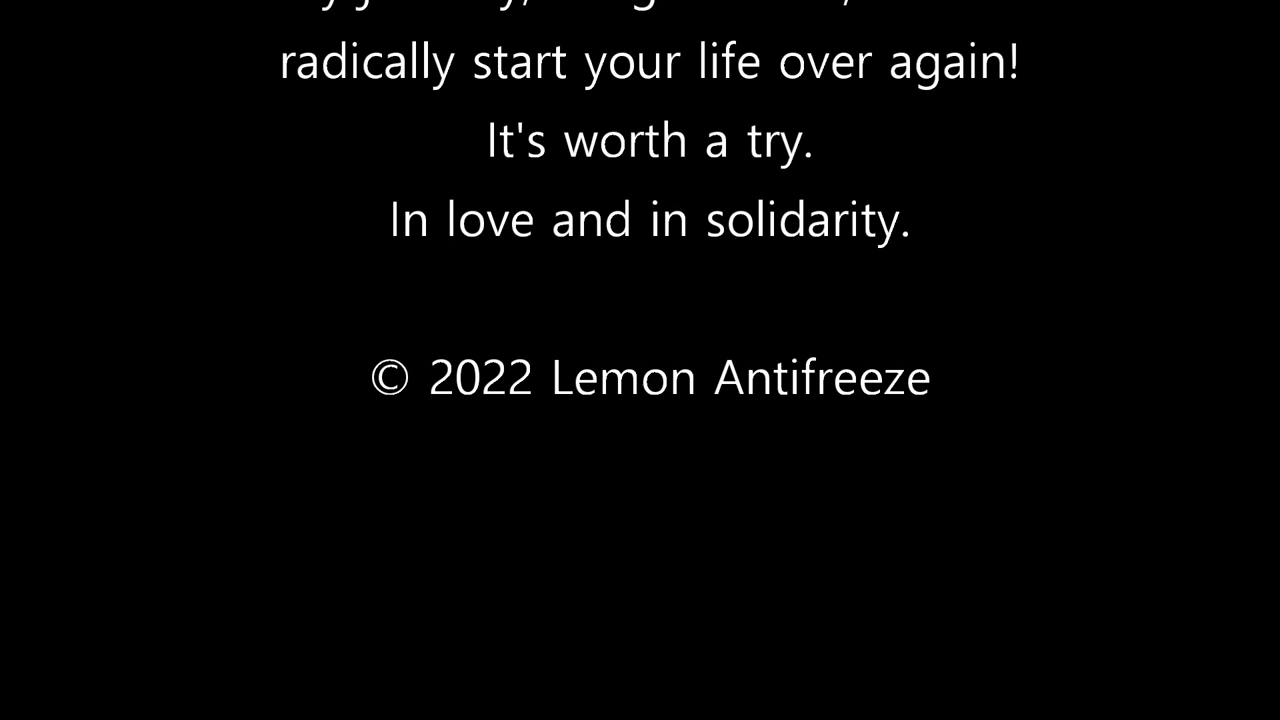 radically start your life over again!
It's worth a try.
In love and in solidarity.
© 2022 Lemon Antifreeze